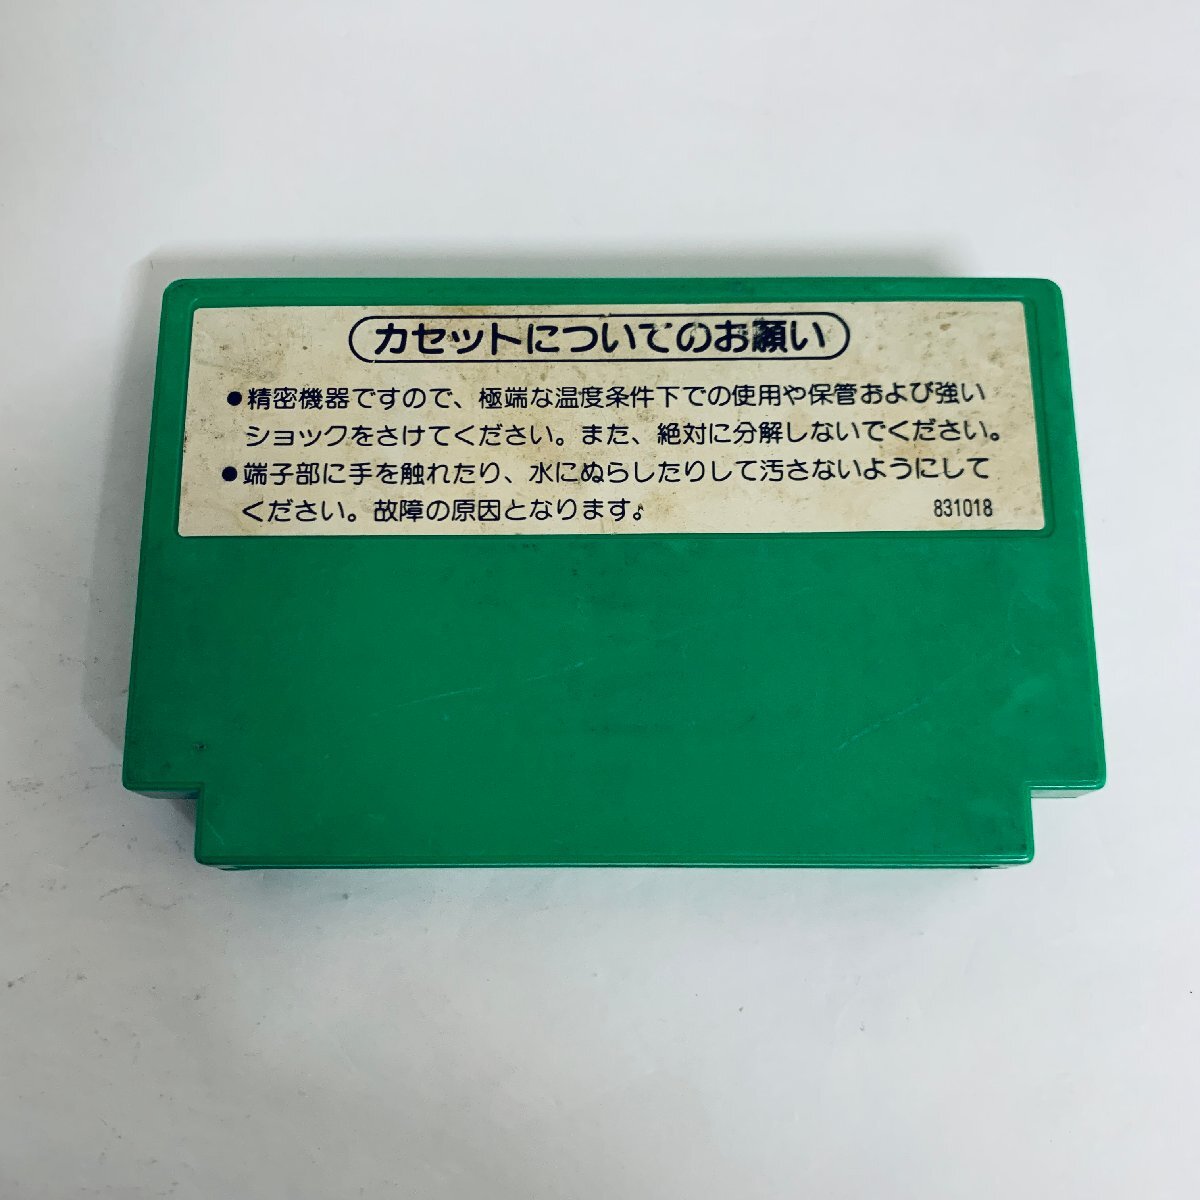 カセットについてのお願い
●精密機器ですので、極端な温度条件下での使用や保管および強い
ショックをさけてください。また、絶対に分解しないでください。
●端子部に手を触れたり、水にぬらしたりして汚さないようにして
ください。故障の原因となります。
831018